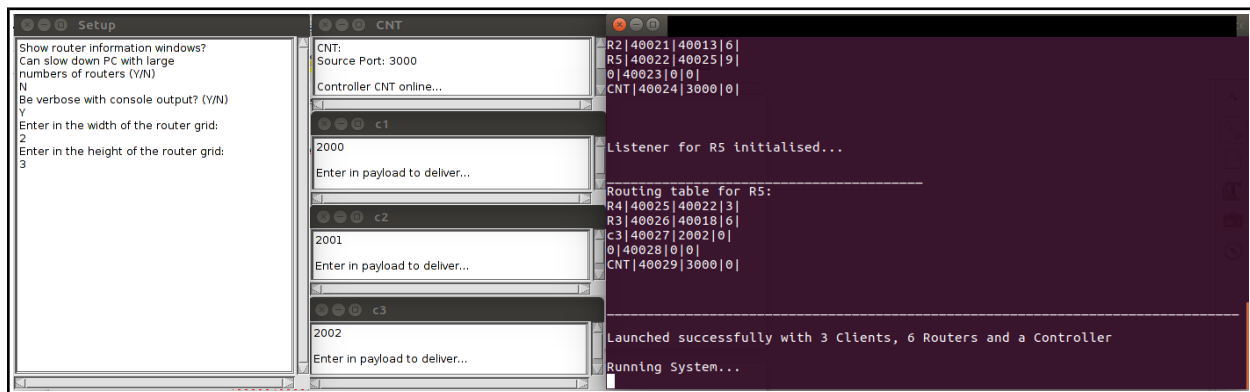 Setup
Show router information windows?
Can slow down PC with large
numbers of routers (Y/N)
N
Be verbose with console output? (Y/N)
Y
Enter in the width of the router grid:
2
Enter in the height of the router grid:
3
CNT
CNT:
Source Port: 3000
Controller CNT online...
c1
2000
Enter in payload to deliver...
c2
2001
Enter in payload to deliver...
c3
2002
Enter in payload to deliver...
R2|40021|40013|6|
R5|40022|40025|9|
0|40023|0|0|
CNT|40024|3000|0|
Listener for R5 initialised...
Routing table for R5:
R4|40025|40022|3|
R3|40026|40018|6|
c3|40027|2002|0|
0|40028|0|0|
CNT|40029|3000|0|
Launched successfully with 3 Clients, 6 Routers and a Controller
Running System...